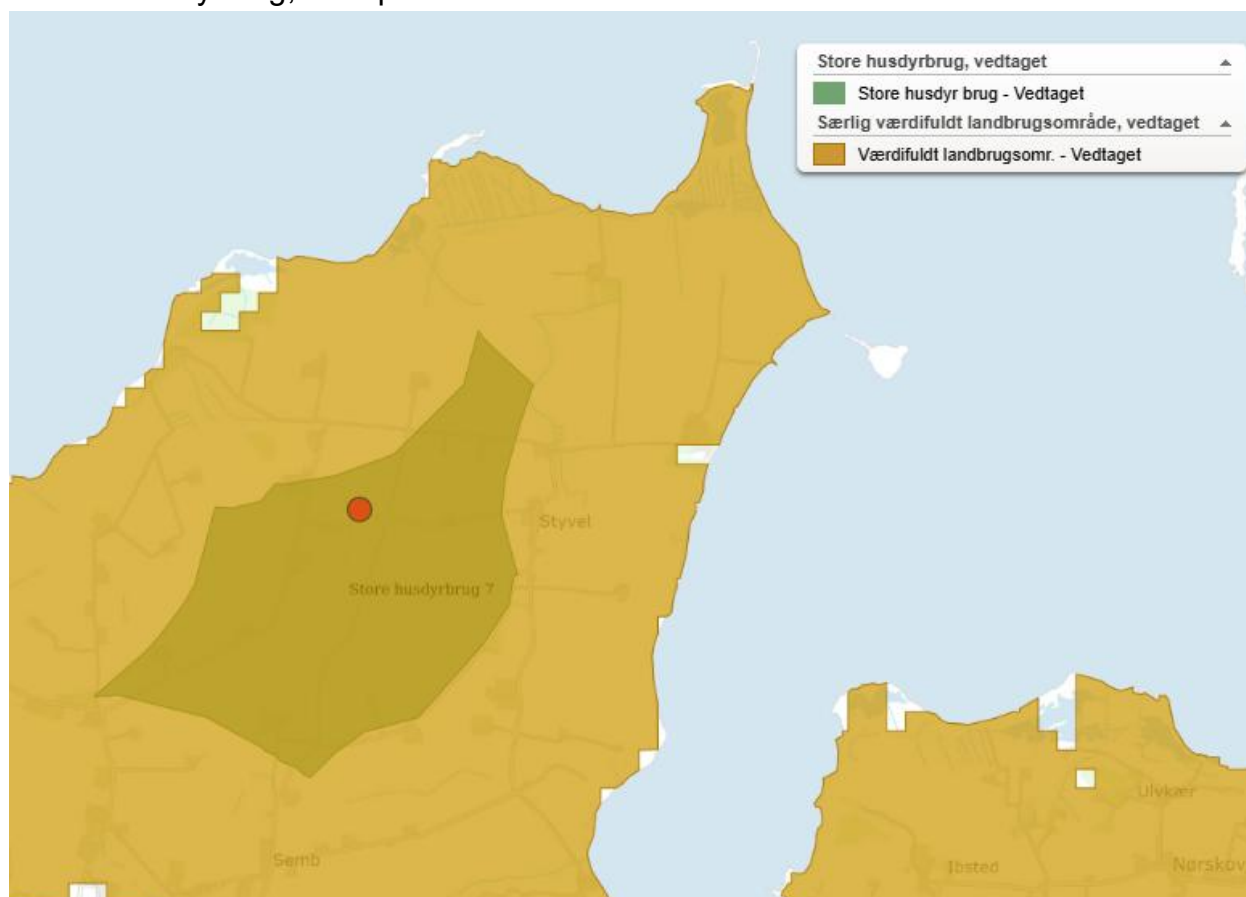 Store husdyrbrug, vedtaget
Store husdyr brug - Vedtaget
Særlig værdifuldt landbrugsområde, vedtaget
Værdifuldt landbrugsomr. - Vedtaget
Styvel
Store husdyrbrug 7
Ulvkær
Semb
Ibsted
Nørskov